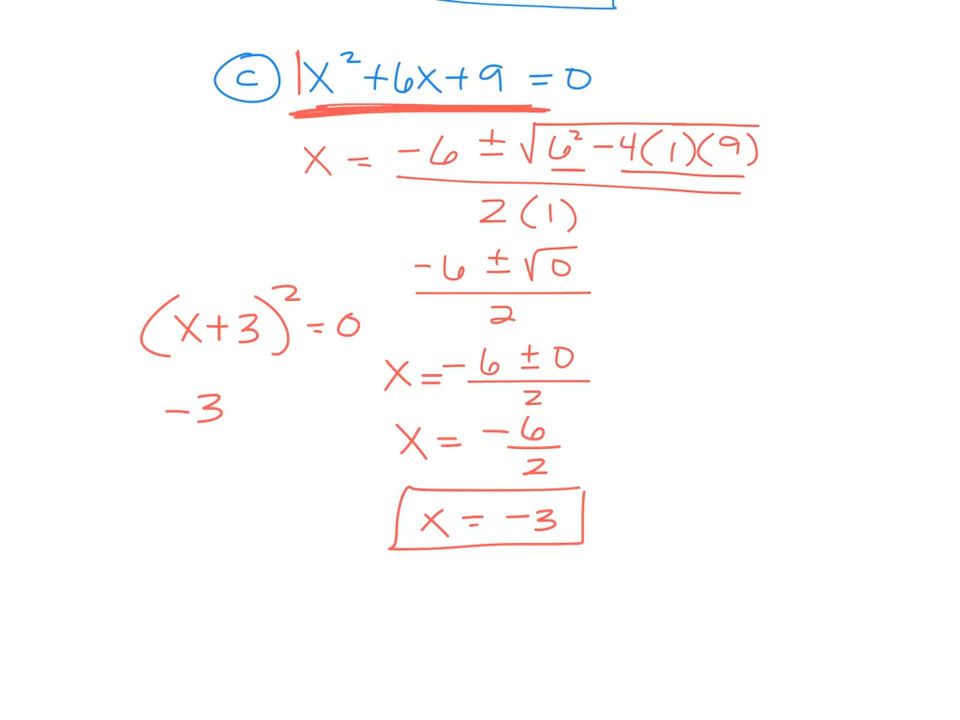 c 1x² + 6x + 9 = 0
x = (-6 ± √(6² - 4(1)(9))) / 2(1)
(-6 ± √0) / 2
(x+3)² = 0
x = (-6 ± 0) / 2
-3
x = -6/2
x = -3